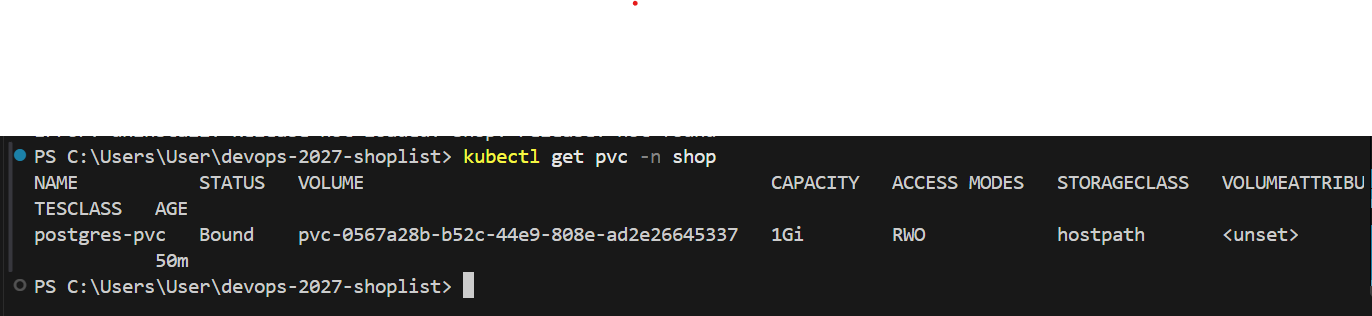 PS C:\Users\User\devops-2027-shoplist> kubectl get pvc -n shop
NAME STATUS VOLUME CAPACITY ACCESS MODES STORAGECLASS VOLUMEATTRIBU
TESCLASS AGE
postgres-pvc Bound pvc-0567a28b-b52c-44e9-808e-ad2e26645337 1Gi RWO hostpath <unset>
50m
PS C:\Users\User\devops-2027-shoplist>